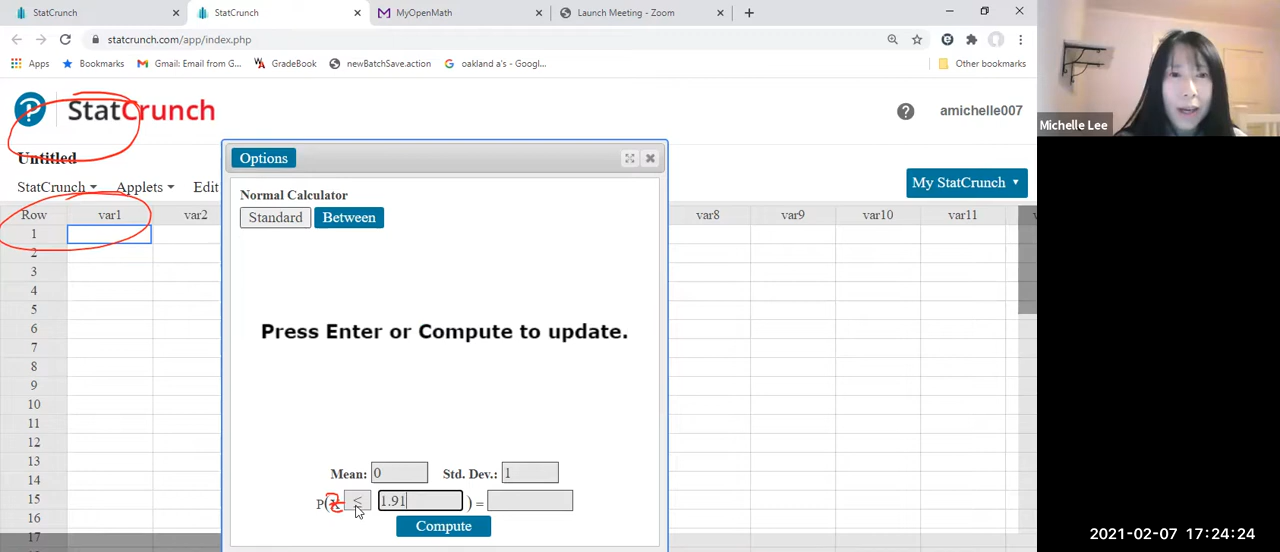 StatCrunch
StatCrunch
MyOpenMath
Launch Meeting - Zoom
statcrunch.com/app/index.php
Apps
Bookmarks
Gmail: Email from G...
GradeBook
newBatchSave.action
oakland a's - Googl...
Other bookmarks
StatCrunch
amichelle007
Michelle Lee
Untitled
Options
StatCrunch
Applets
Edit
My StatCrunch
Normal Calculator
Standard
Between
Row
var1
var2
var8
var9
var10
var11
1
2
3
4
5
6
7
8
9
10
11
12
13
14
15
16
17
Press Enter or Compute to update.
Mean: 0 Std. Dev.: 1
P(Z ≤ 1.91 ) =
Compute
2021-02-07 17:24:24